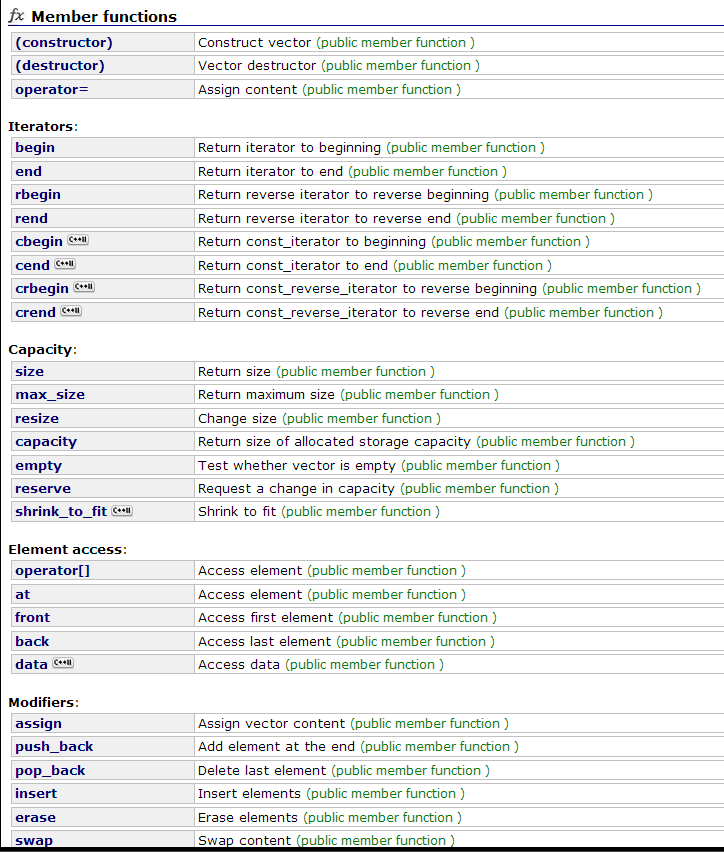 fx Member functions
(constructor) Construct vector (public member function )
(destructor) Vector destructor (public member function )
operator= Assign content (public member function )
Iterators:
begin Return iterator to beginning (public member function )
end Return iterator to end (public member function )
rbegin Return reverse iterator to reverse beginning (public member function )
rend Return reverse iterator to reverse end (public member function )
cbegin C++11 Return const_iterator to beginning (public member function )
cend C++11 Return const_iterator to end (public member function )
crbegin C++11 Return const_reverse_iterator to reverse beginning (public member function )
crend C++11 Return const_reverse_iterator to reverse end (public member function )
Capacity:
size Return size (public member function )
max_size Return maximum size (public member function )
resize Change size (public member function )
capacity Return size of allocated storage capacity (public member function )
empty Test whether vector is empty (public member function )
reserve Request a change in capacity (public member function )
shrink_to_fit C++11 Shrink to fit (public member function )
Element access:
operator[] Access element (public member function )
at Access element (public member function )
front Access first element (public member function )
back Access last element (public member function )
data C++11 Access data (public member function )
Modifiers:
assign Assign vector content (public member function )
push_back Add element at the end (public member function )
pop_back Delete last element (public member function )
insert Insert elements (public member function )
erase Erase elements (public member function )
swap Swap content (public member function )